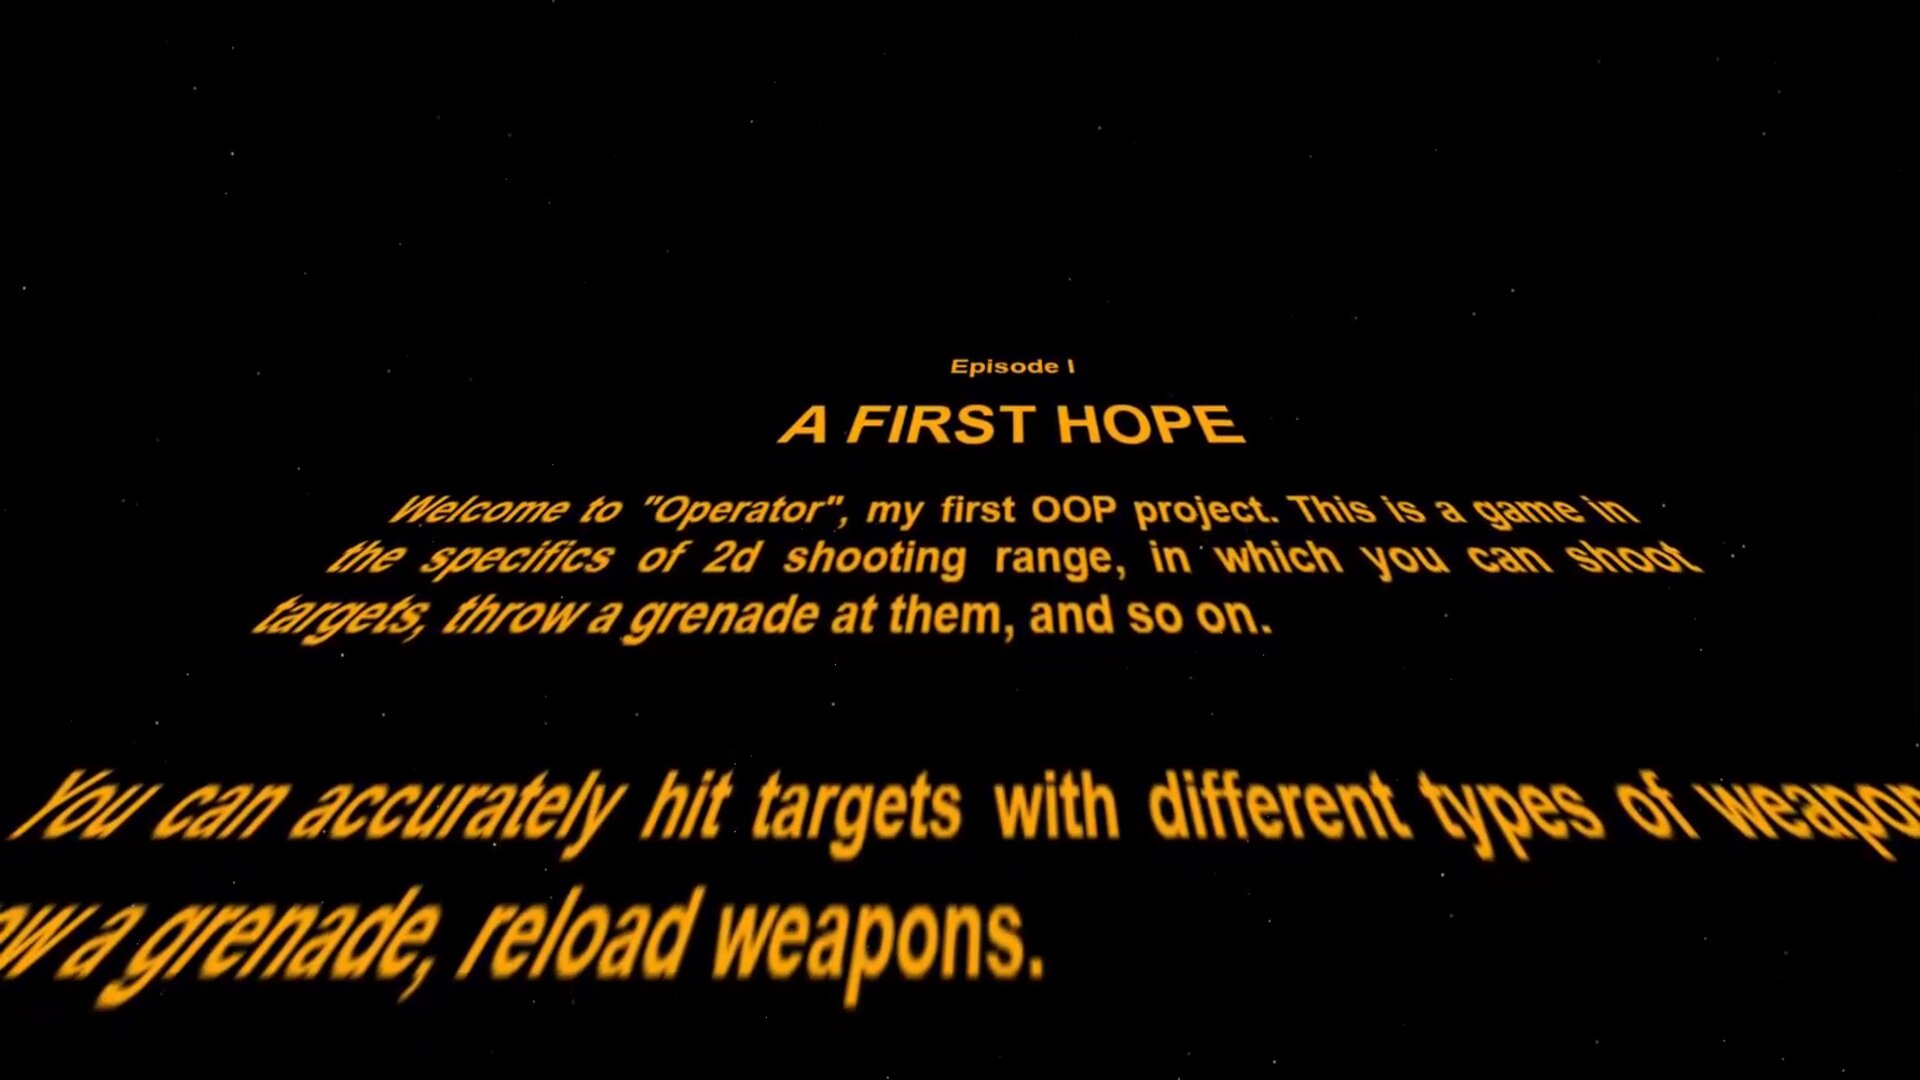 Episode I
A FIRST HOPE
Welcome to "Operator", my first OOP project. This is a game in
the specifics of 2d shooting range, in which you can shoot
targets, throw a grenade at them, and so on.
You can accurately hit targets with different types of
a grenade, reload weapons.